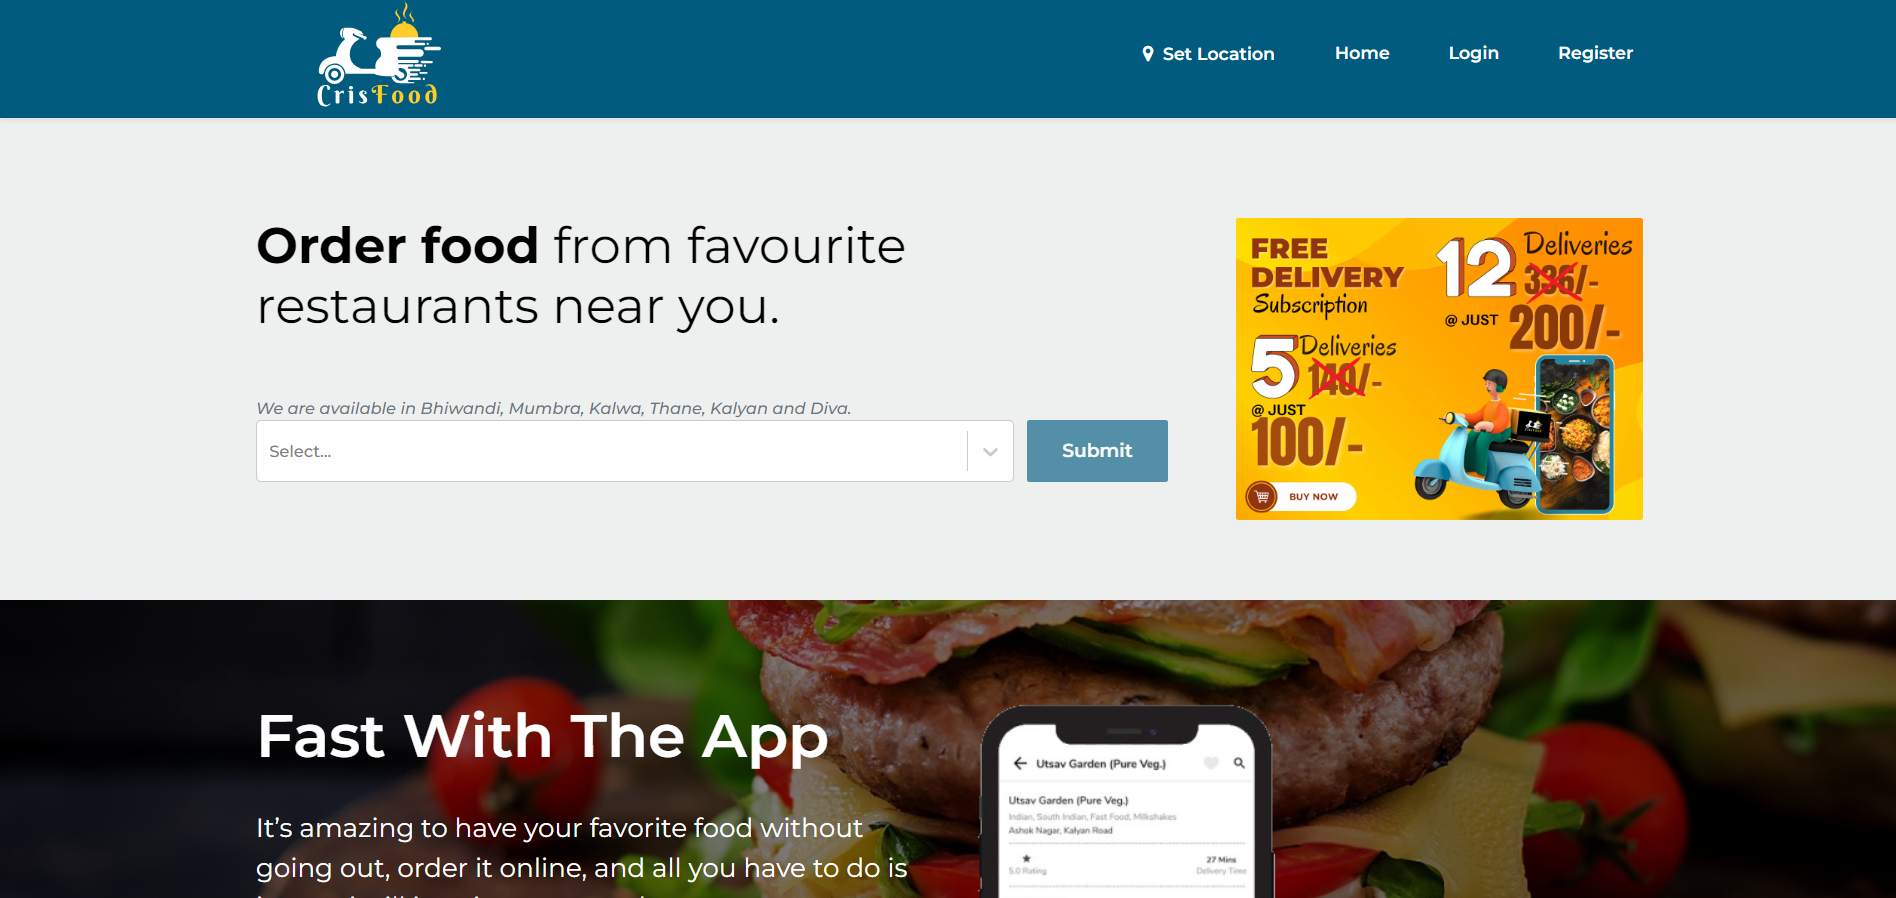 CrisFood
Set Location
Home
Login
Register
Order food from favourite
restaurants near you.
We are available in Bhiwandi, Mumbra, Kalwa, Thane, Kalyan and Diva.
Select...
Submit
FREE
DELIVERY
Subscription
12 Deliveries
336/-
@ JUST
200/-
5 Deliveries
140/-
@ JUST
100/-
BUY NOW
Fast With The App
It's amazing to have your favorite food without
going out, order it online, and all you have to do is
Utsav Garden (Pure Veg.)
Utsav Garden (Pure Veg.)
Indian, South Indian, Fast Food, Milkshakes
Ashok Nagar, Kalyan Road
27 Mins
5.0 Rating
Delivery Time